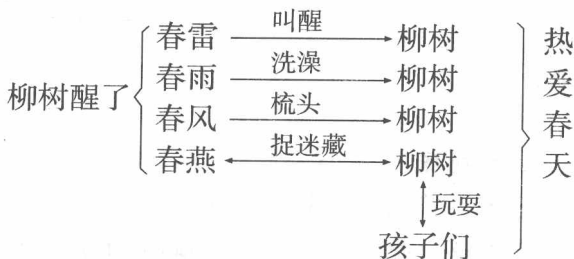 柳树醒了
春雷 叫醒 柳树
春雨 洗澡 柳树
春风 梳头 柳树
春燕 捉迷藏 柳树
玩耍
孩子们
热爱春天